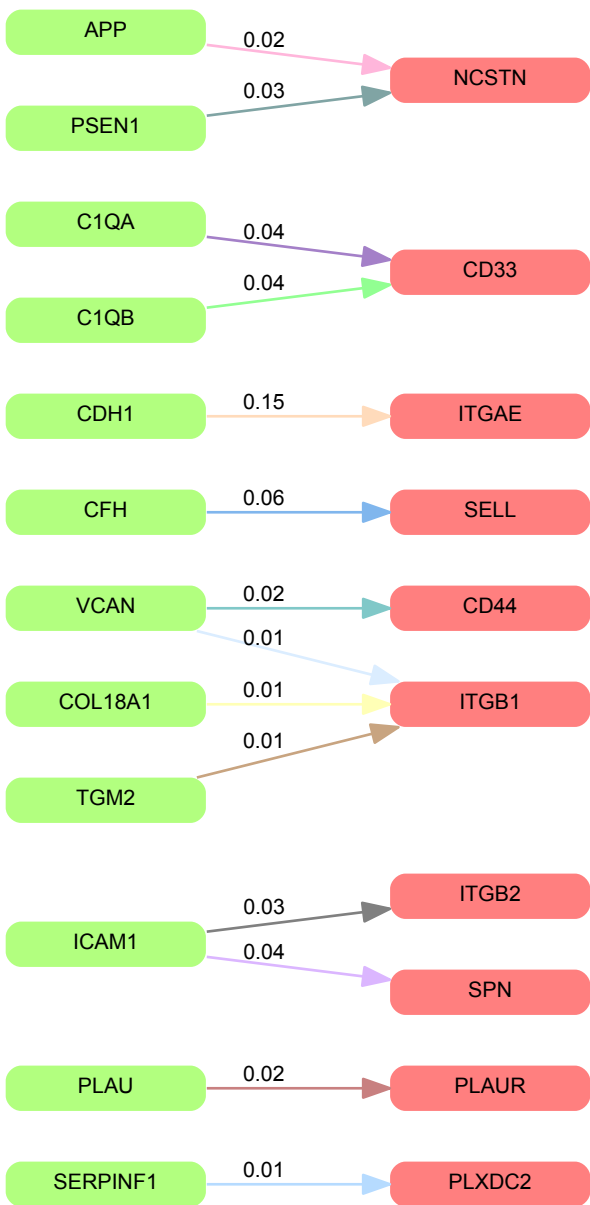 APP
0.02
NCSTN
0.03
PSEN1
C1QA
0.04
CD33
0.04
C1QB
CDH1
0.15
ITGAE
CFH
0.06
SELL
VCAN
0.02
CD44
0.01
COL18A1
0.01
ITGB1
0.01
TGM2
ITGB2
0.03
ICAM1
0.04
SPN
PLAU
0.02
PLAUR
SERPINF1
0.01
PLXDC2